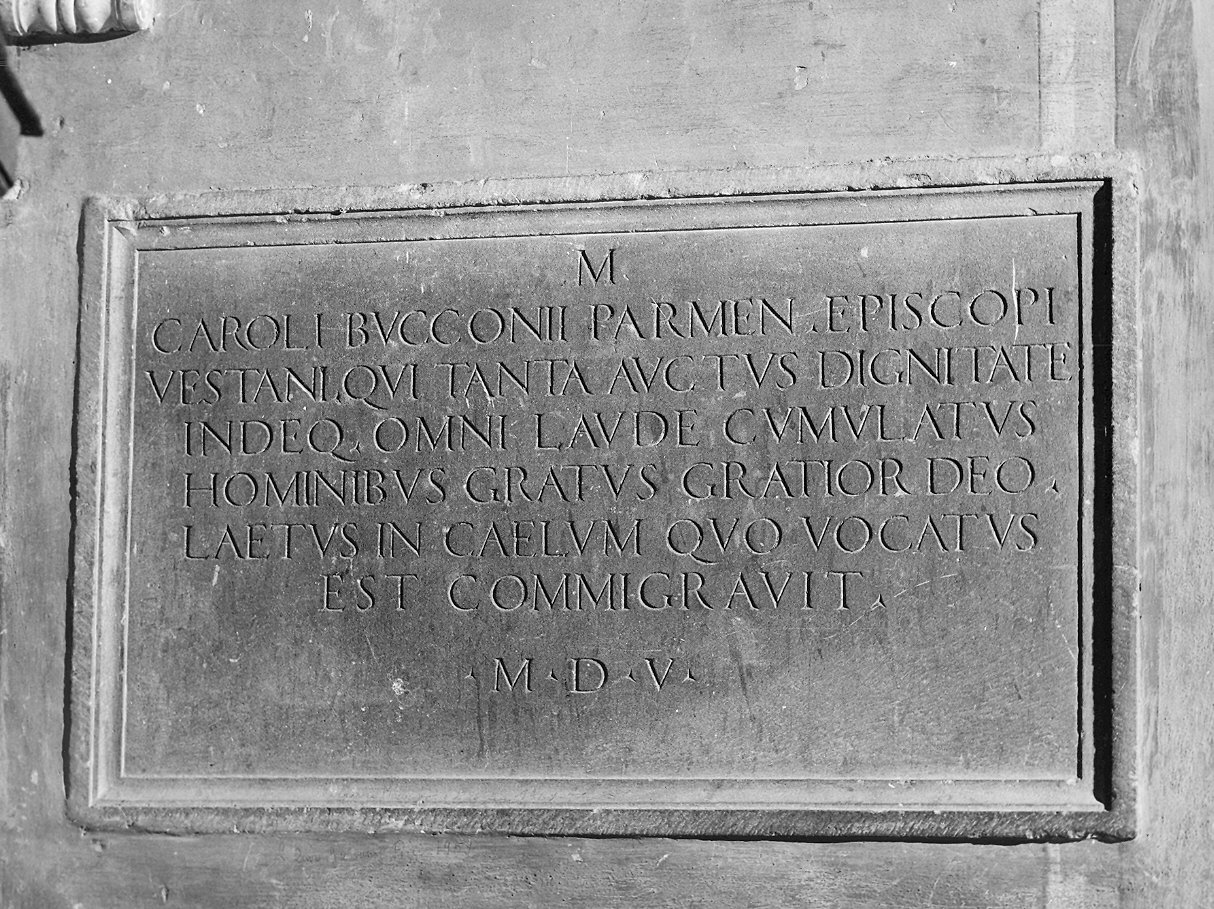 M
CAROLI BVCCONII PARMEN. EPISCOPI
VESTANI. QVI TANTA AVCTVS DIGNITATE
INDEQ. OMNI LAVDE CVMVLATVS
HOMINIBVS GRATVS GRATIOR DEO.
LAETVS IN CAELVM QVO VOCATVS
EST COMMIGRAVIT.
.M.D.V.